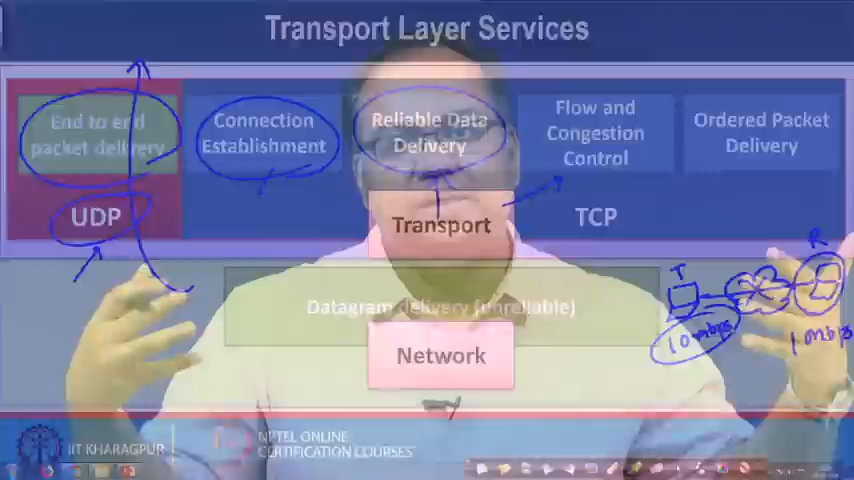 Transport Layer Services
End to end
packet delivery
Connection
Establishment
Reliable Data
Delivery
Flow and
Congestion
Control
Ordered Packet
Delivery
UDP
Transport
TCP
T
R
Datagram delivery (unreliable)
10 mbps
1 mbps
Network
IIT KHARAGPUR
NPTEL ONLINE
CERTIFICATION COURSES